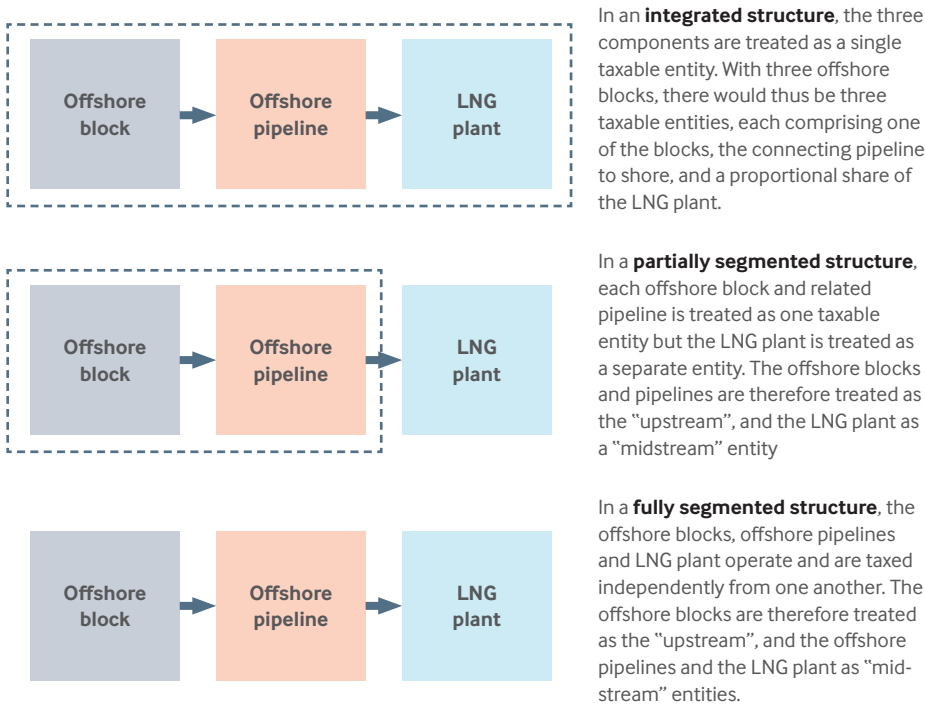 Offshore
block
Offshore
pipeline
LNG
plant
In an integrated structure, the three
components are treated as a single
taxable entity. With three offshore
blocks, there would thus be three
taxable entities, each comprising one
of the blocks, the connecting pipeline
to shore, and a proportional share of
the LNG plant.
Offshore
block
Offshore
pipeline
LNG
plant
In a partially segmented structure,
each offshore block and related
pipeline is treated as one taxable
entity but the LNG plant is treated as
a separate entity. The offshore blocks
and pipelines are therefore treated as
the “upstream”, and the LNG plant as
a “midstream” entity
Offshore
block
Offshore
pipeline
LNG
plant
In a fully segmented structure, the
offshore blocks, offshore pipelines
and LNG plant operate and are taxed
independently from one another. The
offshore blocks are therefore treated
as the “upstream”, and the offshore
pipelines and the LNG plant as “mid-
stream” entities.